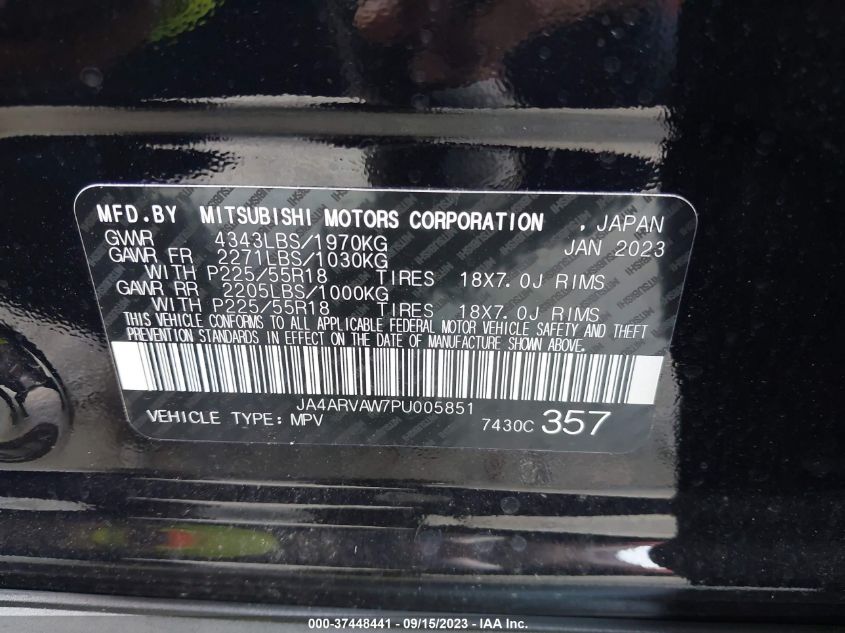 MFD.BY MITSUBISHI MOTORS CORPORATION , JAPAN
GVWR 4343LBS/1970KG JAN 2023
GAWR FR 2271LBS/1030KG
WITH P225/55R18 TIRES 18X7.0J RIMS
GAWR RR 2205LBS/1000KG
WITH P225/55R18 TIRES 18X7.0J RIMS
THIS VEHICLE CONFORMS TO ALL APPLICABLE FEDERAL MOTOR VEHICLE SAFETY AND THEFT
PREVENTION STANDARDS IN EFFECT ON THE DATE OF MANUFACTURE SHOWN ABOVE.
JA4ARVAW7PU005851
VEHICLE TYPE: MPV 7430C 357
000-37448441 - 09/15/2023 - IAA Inc.